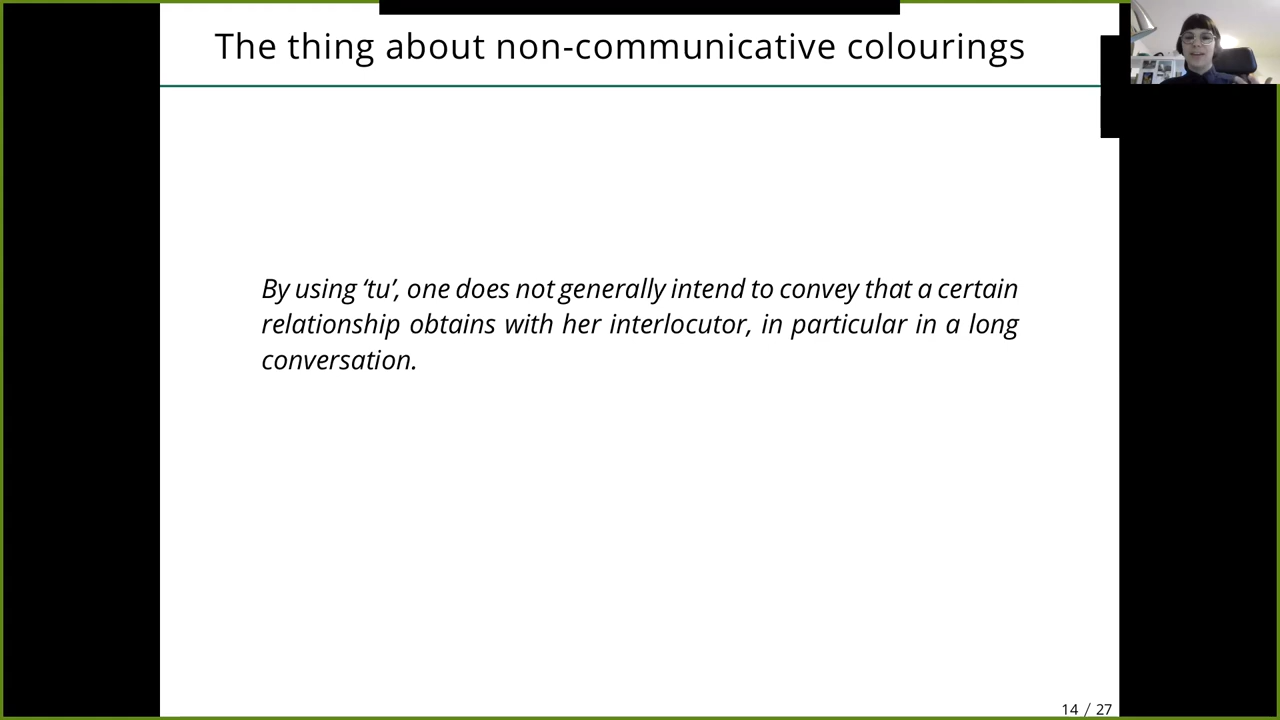 The thing about non-communicative colourings
By using ‘tu’, one does not generally intend to convey that a certain
relationship obtains with her interlocutor, in particular in a long
conversation.
14 / 27